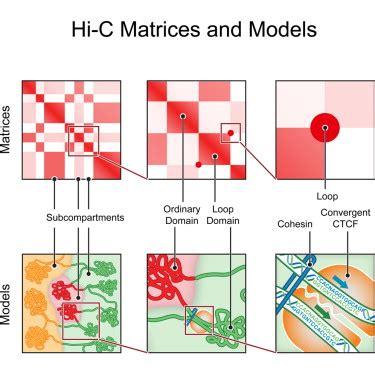 Hi-C Matrices and Models
Matrices
Subcompartments
Ordinary
Domain
Loop
Domain
Loop
Cohesin
Convergent
CTCF
Models